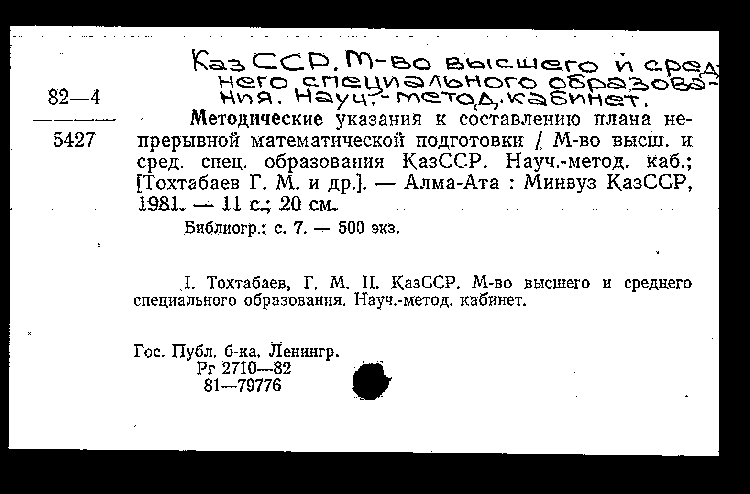 КазССР. М-во высшего и сред-
него специального образова-
ния. Науч.-метод. кабинет.
82—4
5427
Методические указания к составлению плана не-
прерывной математической подготовки / М-во высш. и
сред. спец. образования КазССР. Науч.-метод. каб.;
[Тохтабаев Г. М. и др.]. — Алма-Ата : Минвуз КазССР,
1981. — 11 с.; 20 см.
Библиогр.: с. 7. — 500 экз.
I. Тохтабаев, Г. М. II. КазССР. М-во высшего и среднего
специального образования. Науч.-метод. кабинет.
Гос. Публ. б-ка. Ленингр.
Рг 2710—82
81—79776